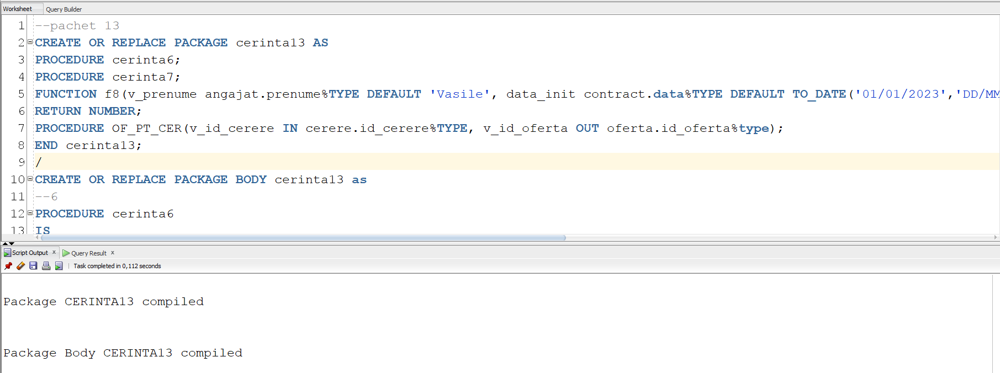 Worksheet Query Builder
1 --pachet 13
2 CREATE OR REPLACE PACKAGE cerinta13 AS
3 PROCEDURE cerinta6;
4 PROCEDURE cerinta7;
5 FUNCTION f8(v_prenume angajat.prenume%TYPE DEFAULT 'Vasile', data_init contract.data%TYPE DEFAULT TO_DATE('01/01/2023','DD/MM
6 RETURN NUMBER;
7 PROCEDURE OF_PT_CER(v_id_cerere IN cerere.id_cerere%TYPE, v_id_oferta OUT oferta.id_oferta%type);
8 END cerinta13;
9 /
10 CREATE OR REPLACE PACKAGE BODY cerinta13 as
11 --6
12 PROCEDURE cerinta6
13 IS
Script Output x Query Result x
Task completed in 0,112 seconds
Package CERINTA13 compiled
Package Body CERINTA13 compiled